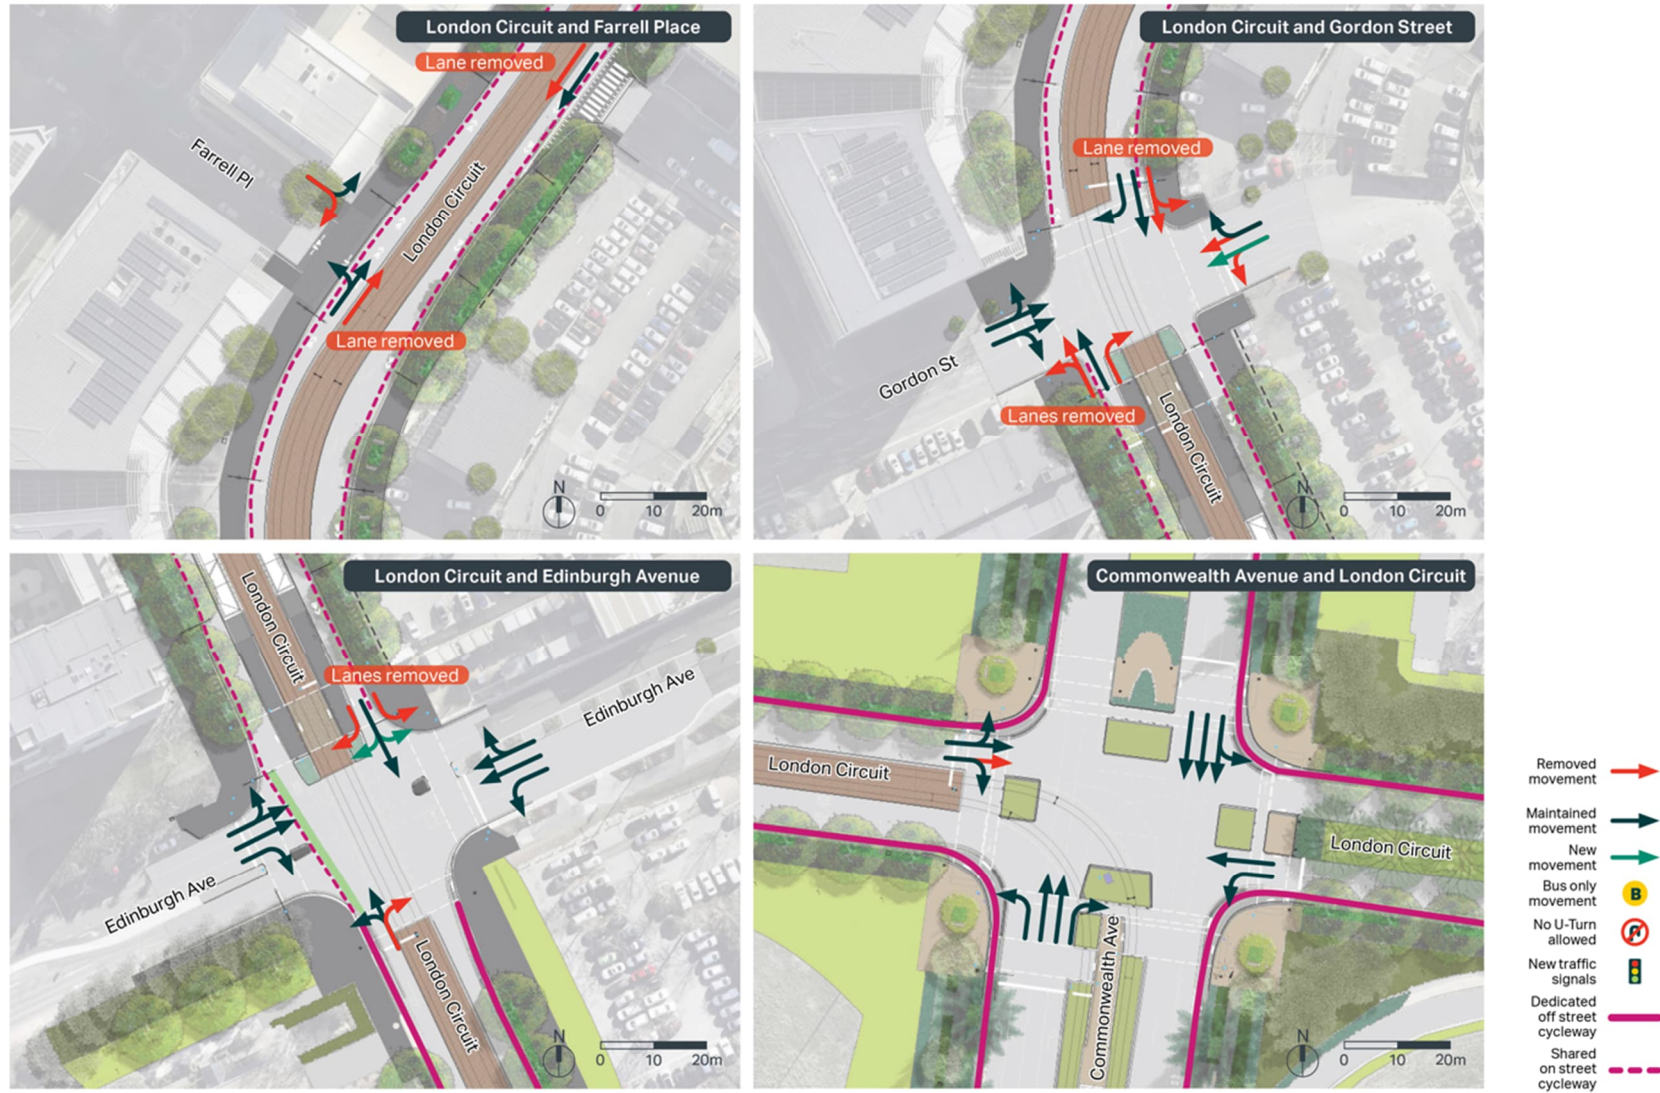 London Circuit and Farrell Place
Lane removed
Farrell Pl
London Circuit
Lane removed
N
0 10 20m
London Circuit and Gordon Street
Lane removed
Gordon St
Lanes removed
London Circuit
N
0 10 20m
London Circuit and Edinburgh Avenue
London Circuit
Lanes removed
Edinburgh Ave
Edinburgh Ave
London Circuit
N
0 10 20m
Commonwealth Avenue and London Circuit
London Circuit
London Circuit
Commonwealth Ave
N
0 10 20m
Removed
movement
Maintained
movement
New
movement
Bus only
movement
B
No U-Turn
allowed
New traffic
signals
Dedicated
off street
cycleway
Shared
on street
cycleway